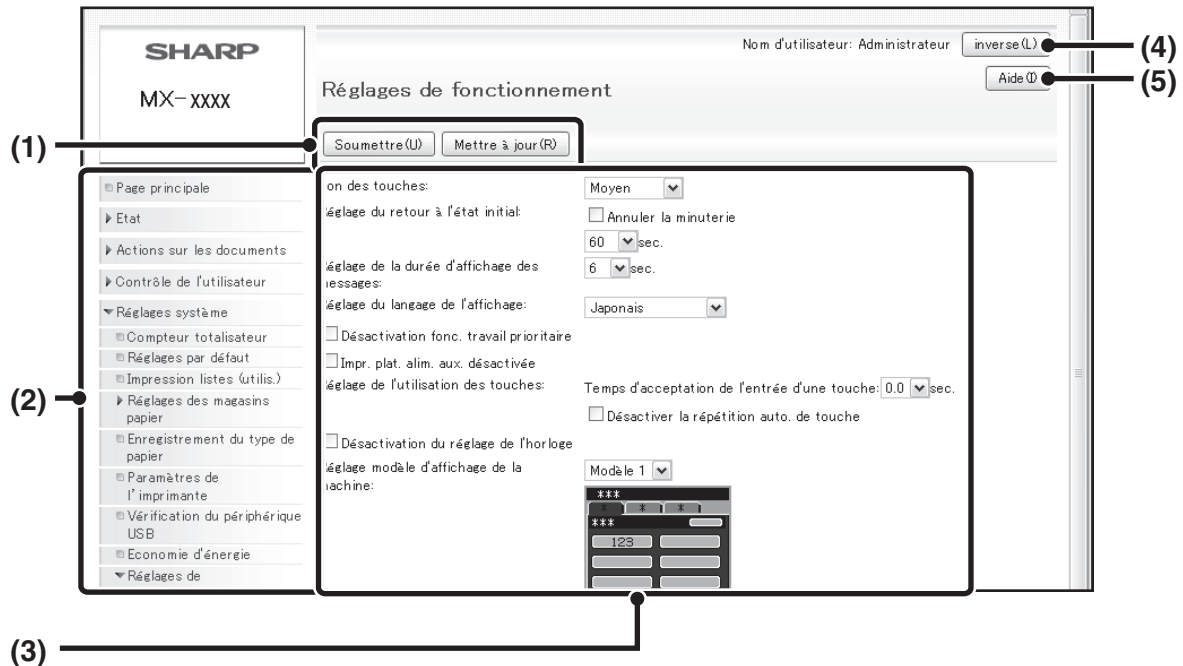 SHARP
MX-xxxx
Nom d'utilisateur: Administrateur
inverse(L)
(4)
Aide(I)
(5)
Réglages de fonctionnement
(1)
Soumettre(U)
Mettre à jour(R)
(2)
Page principale
Etat
Actions sur les documents
Contrôle de l'utilisateur
Réglages système
Compteur totalisateur
Réglages par défaut
Impression listes (utilis.)
Réglages des magasins
papier
Enregistrement du type de
papier
Paramètres de
l'imprimante
Vérification du périphérique
USB
Economie d'énergie
Réglages de
on des touches:
Moyen
églage du retour à l'état initial:
Annuler la minuterie
60 sec.
églage de la durée d'affichage des
essages:
6 sec.
églage du langage de l'affichage:
Japonais
Désactivation fonc. travail prioritaire
Impr. plat. alim. aux. désactivée
églage de l'utilisation des touches:
Temps d'acceptation de l'entrée d'une touche: 0.0 sec.
Désactiver la répétition auto. de touche
Désactivation du réglage de l'horloge
églage modèle d'affichage de la
achine:
Modèle 1
***
* * *
***
123
(3)